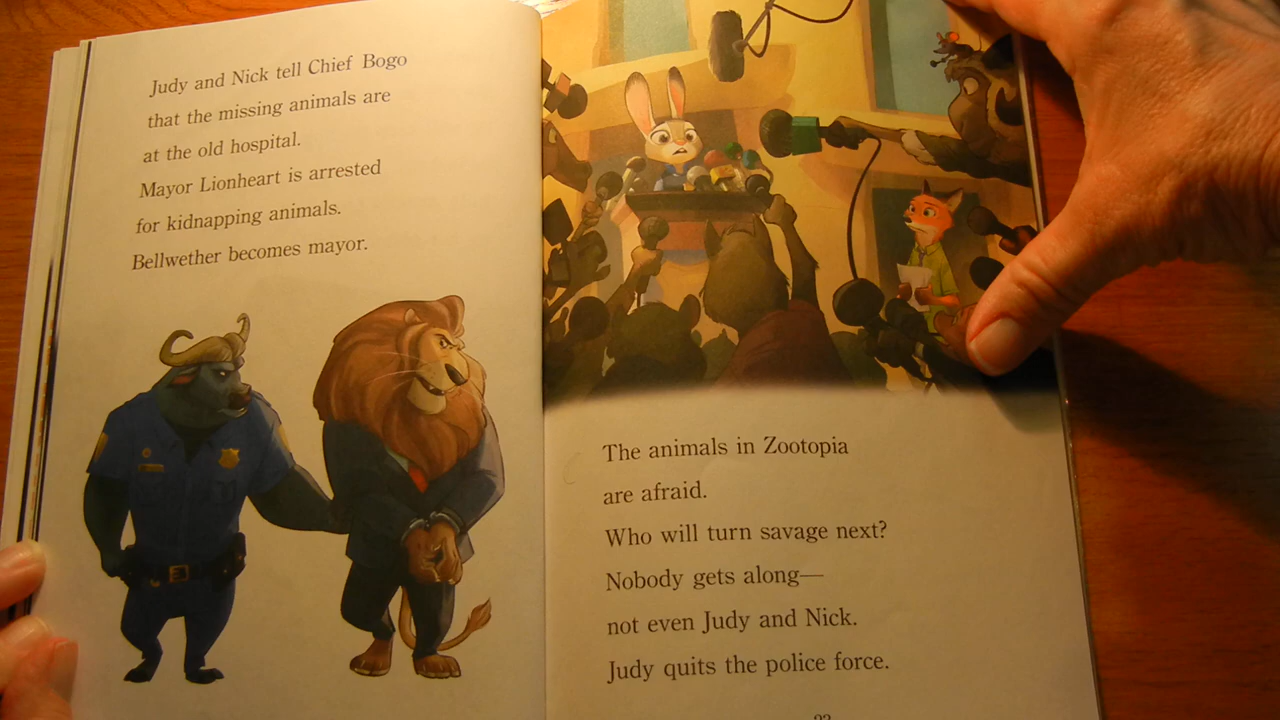 Judy and Nick tell Chief Bogo
that the missing animals are
at the old hospital.
Mayor Lionheart is arrested
for kidnapping animals.
Bellwether becomes mayor.
The animals in Zootopia
are afraid.
Who will turn savage next?
Nobody gets along—
not even Judy and Nick.
Judy quits the police force.